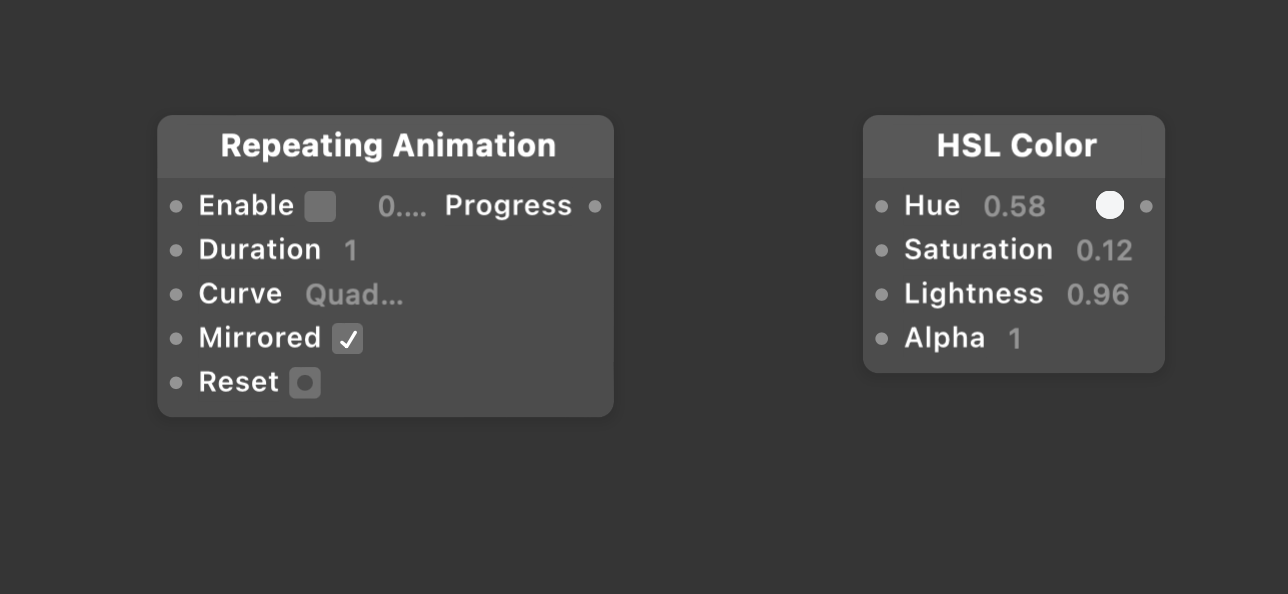 Repeating Animation
Enable 0.... Progress
Duration 1
Curve Quad...
Mirrored
Reset
HSL Color
Hue 0.58
Saturation 0.12
Lightness 0.96
Alpha 1